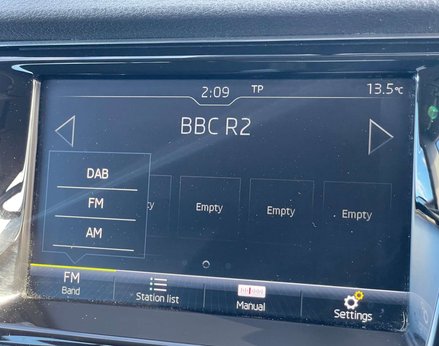 2:09 TP 13.5°C
BBC R2
DAB
FM
AM
ty Empty Empty Empty
FM
Band
Station list
Manual
Settings